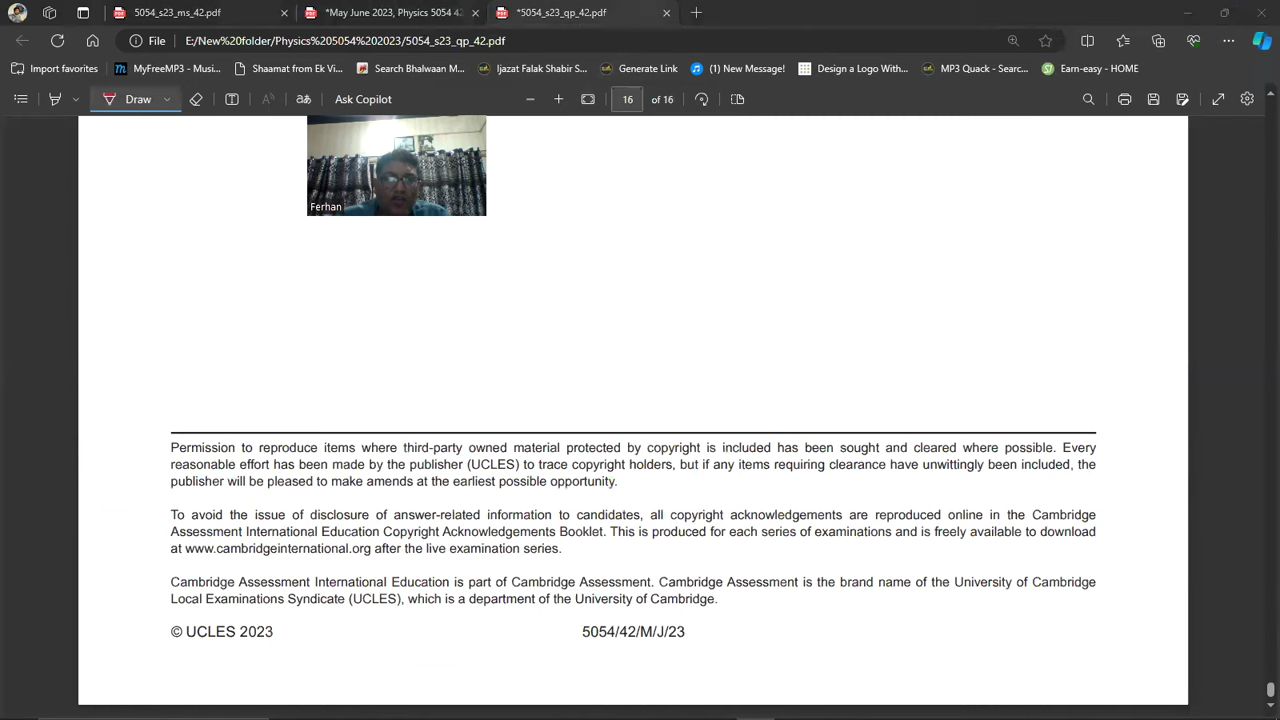 5054_s23_ms_42.pdf
*May June 2023, Physics 5054 42
*5054_s23_qp_42.pdf
File
E:/New%20folder/Physics%205054%202023/5054_s23_qp_42.pdf
Import favorites
MyFreeMP3 - Musi...
Shaamat from Ek Vi...
Search Bhalwaan M...
Ijazat Falak Shabir S...
Generate Link
(1) New Message!
Design a Logo With...
MP3 Quack - Searc...
Earn-easy - HOME
Draw
Ask Copilot
16 of 16
Ferhan
Permission to reproduce items where third-party owned material protected by copyright is included has been sought and cleared where possible. Every
reasonable effort has been made by the publisher (UCLES) to trace copyright holders, but if any items requiring clearance have unwittingly been included, the
publisher will be pleased to make amends at the earliest possible opportunity.
To avoid the issue of disclosure of answer-related information to candidates, all copyright acknowledgements are reproduced online in the Cambridge
Assessment International Education Copyright Acknowledgements Booklet. This is produced for each series of examinations and is freely available to download
at www.cambridgeinternational.org after the live examination series.
Cambridge Assessment International Education is part of Cambridge Assessment. Cambridge Assessment is the brand name of the University of Cambridge
Local Examinations Syndicate (UCLES), which is a department of the University of Cambridge.
© UCLES 2023
5054/42/M/J/23